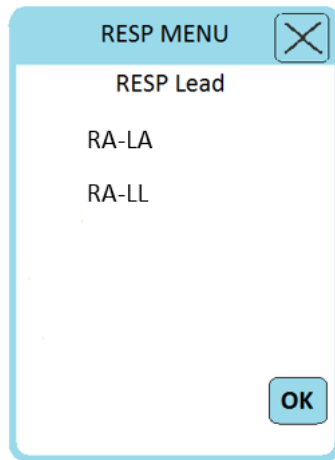 RESP MENU
RESP Lead
RA-LA
RA-LL
OK